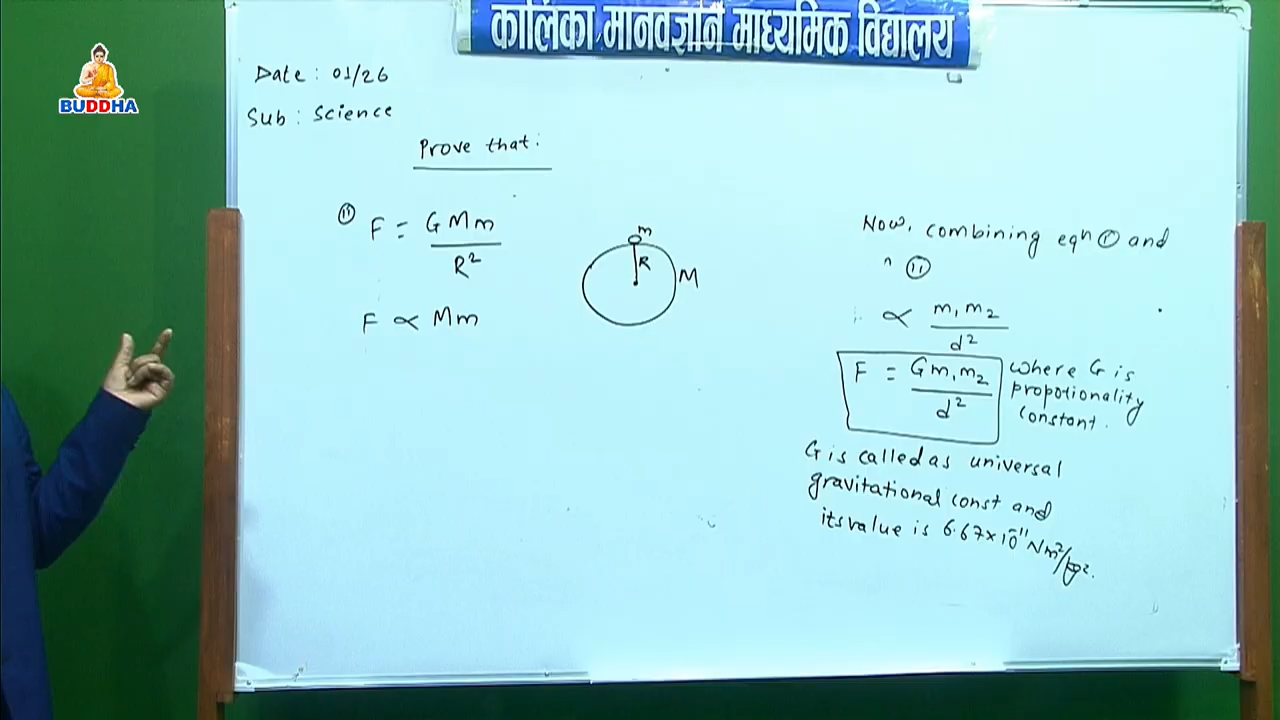 कालिका मानवज्ञान माध्यमिक विद्यालय
BUDDHA
Date : 01/26
Sub : Science
Prove that :
(ii) F = GMm
R²
F ∝ Mm
m
R
M
Now, combining eqn (i) and
" (ii)
∝ m₁m₂
d²
F = Gm₁m₂
d²
where G is
propotionality
constant.
G is called as universal
gravitational const and
its value is 6.67×10⁻¹¹ Nm²/kg².